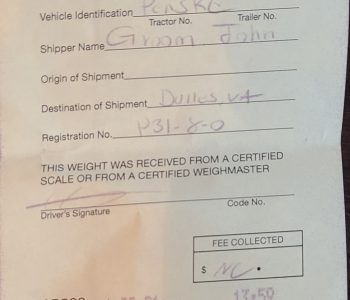 Vehicle Identification Penske
Tractor No. Trailer No.
Shipper Name Groom John
Origin of Shipment
Destination of Shipment Dulles VA
Registration No. P31-8-0
THIS WEIGHT WAS RECEIVED FROM A CERTIFIED
SCALE OR FROM A CERTIFIED WEIGHMASTER
Driver's Signature Code No.
FEE COLLECTED
$ NC.
13:50